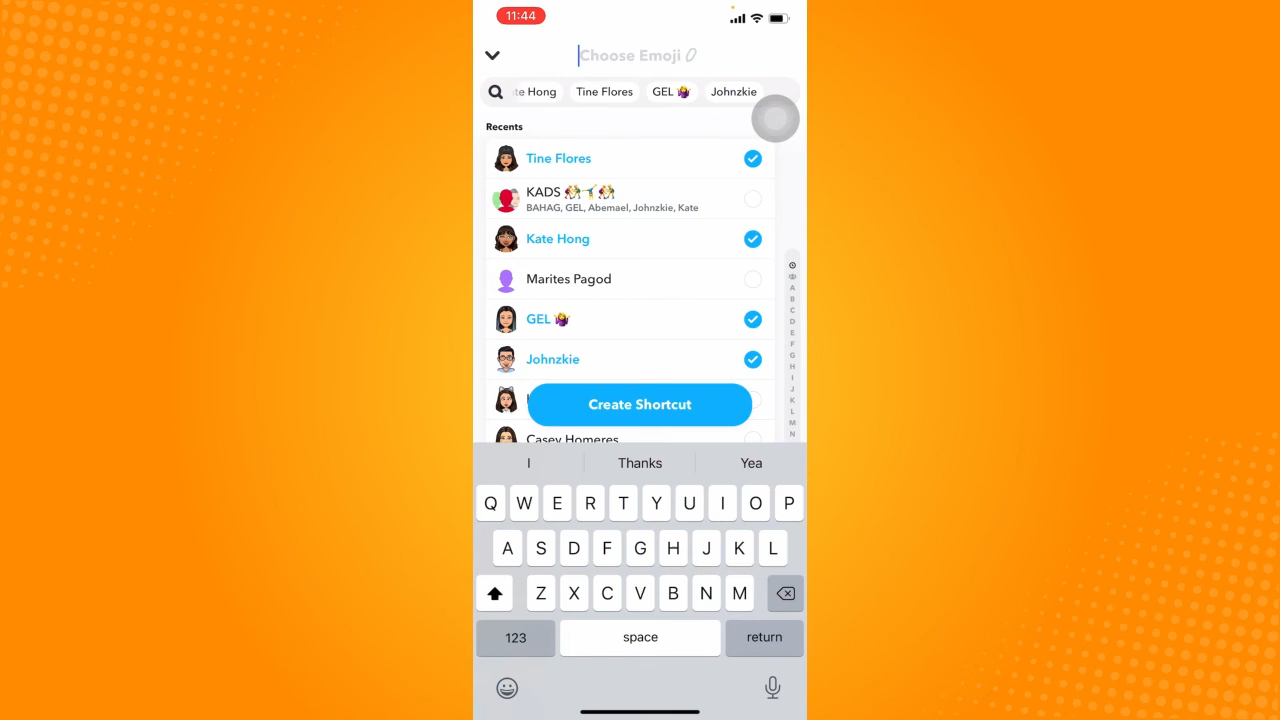 11:44
Choose Emoji
te Hong Tine Flores GEL 🤷‍♀️ Johnzkie
Recents
Tine Flores
KADS
BAHAG, GEL, Abemael, Johnzkie, Kate
Kate Hong
Marites Pagod
GEL 🤷‍♀️
Johnzkie
Create Shortcut
Casey Homeres
A
B
C
D
E
F
G
H
I
J
K
L
M
N
I Thanks Yea
Q W E R T Y U I O P
A S D F G H J K L
Z X C V B N M
123 space return